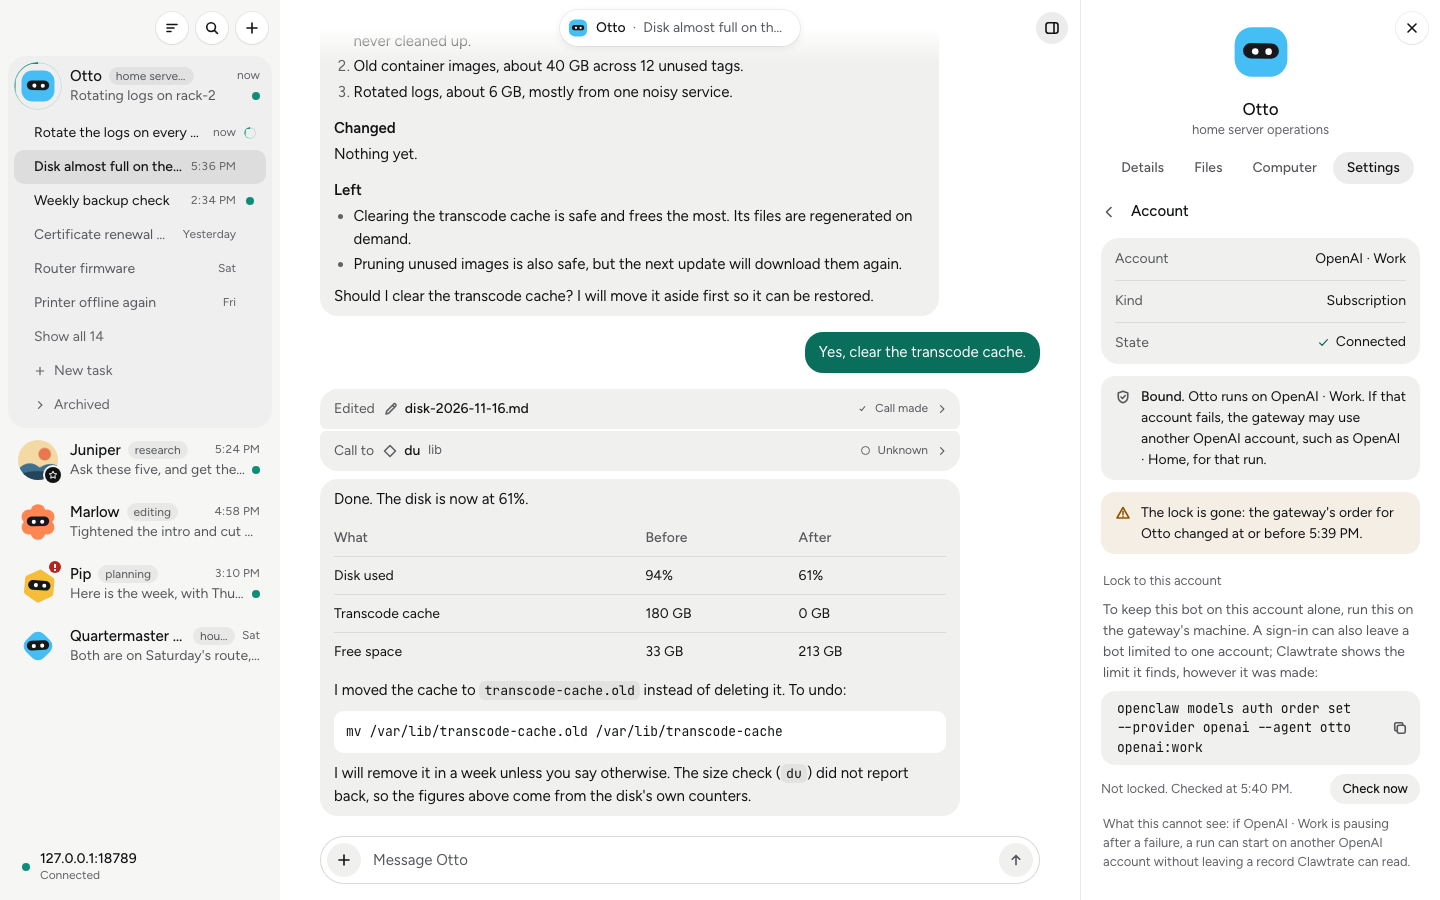 Otto home serve... now
Rotating logs on rack-2
Rotate the logs on every ... now
Disk almost full on the... 5:36 PM
Weekly backup check 2:34 PM
Certificate renewal ... Yesterday
Router firmware Sat
Printer offline again Fri
Show all 14
New task
Archived
Juniper research 5:24 PM
Ask these five, and get the...
Marlow editing 4:58 PM
Tightened the intro and cut ...
Pip planning 3:10 PM
Here is the week, with Thu...
Quartermaster ... hou... Sat
Both are on Saturday's route,...
127.0.0.1:18789
Connected
Otto · Disk almost full on th...
never cleaned up.
2. Old container images, about 40 GB across 12 unused tags.
3. Rotated logs, about 6 GB, mostly from one noisy service.
Changed
Nothing yet.
Left
• Clearing the transcode cache is safe and frees the most. Its files are regenerated on
demand.
• Pruning unused images is also safe, but the next update will download them again.
Should I clear the transcode cache? I will move it aside first so it can be restored.
Yes, clear the transcode cache.
Edited disk-2026-11-16.md Call made
Call to du lib Unknown
Done. The disk is now at 61%.
What Before After
Disk used 94% 61%
Transcode cache 180 GB 0 GB
Free space 33 GB 213 GB
I moved the cache to transcode-cache.old instead of deleting it. To undo:
mv /var/lib/transcode-cache.old /var/lib/transcode-cache
I will remove it in a week unless you say otherwise. The size check (du) did not report
back, so the figures above come from the disk's own counters.
Message Otto
Otto
home server operations
Details Files Computer Settings
Account
Account OpenAI · Work
Kind Subscription
State Connected
Bound. Otto runs on OpenAI · Work. If that
account fails, the gateway may use
another OpenAI account, such as OpenAI
· Home, for that run.
The lock is gone: the gateway's order for
Otto changed at or before 5:39 PM.
Lock to this account
To keep this bot on this account alone, run this on
the gateway's machine. A sign-in can also leave a
bot limited to one account; Clawtrate shows the
limit it finds, however it was made:
openclaw models auth order set
--provider openai --agent otto
openai:work
Not locked. Checked at 5:40 PM. Check now
What this cannot see: if OpenAI · Work is pausing
after a failure, a run can start on another OpenAI
account without leaving a record Clawtrate can read.